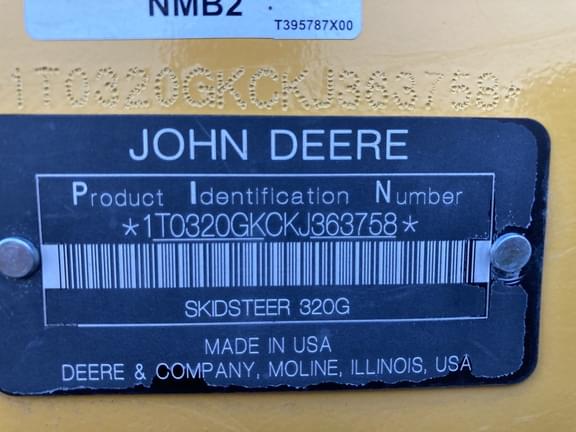 NMB2
T395787X00
1T0320GKCKJ363758*
JOHN DEERE
Product Identification Number
*1T0320GKCKJ363758*
SKIDSTEER 320G
MADE IN USA
DEERE & COMPANY, MOLINE, ILLINOIS, USA